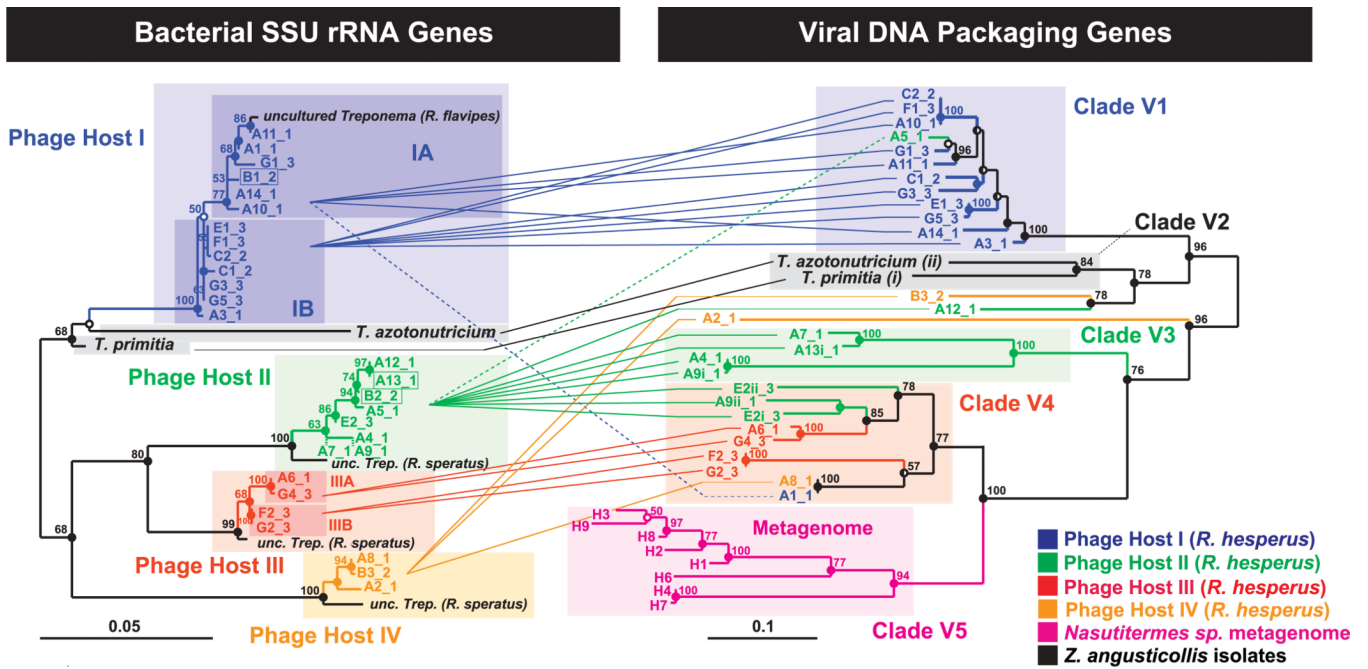 Bacterial SSU rRNA Genes
Viral DNA Packaging Genes
Phage Host I
86
uncultured Treponema (R. flavipes)
A11_1
A1_1
68
G1_3
IA
53
B1_2
77
A14_1
A10_1
50
E1_3
F1_3
C2_2
C1_2
G3_3
63
G5_3
IB
100
A3_1
68
T. azotonutricium
T. primitia
Phage Host II
97
A12_1
74
A13_1
94
B2_2
A5_1
86
E2_3
63
A4_1
A7_1
A9_1
100
unc. Trep. (R. speratus)
80
100
A6_1
IIIA
68
G4_3
F2_3
100
G2_3
IIIB
99
unc. Trep. (R. speratus)
Phage Host III
68
94
A8_1
B3_2
A2_1
100
unc. Trep. (R. speratus)
Phage Host IV
0.05
C2_2
F1_3
100
A10_1
A5_1
G1_3
96
A11_1
C1_2
G3_3
E1_3
100
G5_3
A14_1
A3_1
100
Clade V1
Clade V2
96
T. azotonutricium (ii)
84
T. primitia (i)
78
B3_2
78
A12_1
A2_1
96
Clade V3
A7_1
100
A13i_1
100
A4_1
100
A9i_1
76
E2ii_3
78
A9ii_1
E2i_3
85
Clade V4
A6_1
100
G4_3
77
F2_3
100
G2_3
57
A8_1
100
A1_1
100
H3
50
H9
97
H8
77
H2
100
H1
77
H6
94
H4
100
H7
Metagenome
Clade V5
0.1
Phage Host I (R. hesperus)
Phage Host II (R. hesperus)
Phage Host III (R. hesperus)
Phage Host IV (R. hesperus)
Nasutitermes sp. metagenome
Z. angusticollis isolates